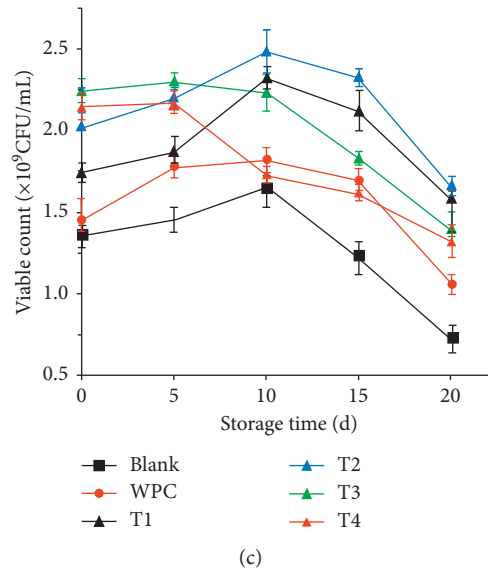 Viable count (×10⁹CFU/mL)
2.5
2.0
1.5
1.0
0.5
0
5
10
15
20
Storage time (d)
Blank
WPC
T1
T2
T3
T4
(c)